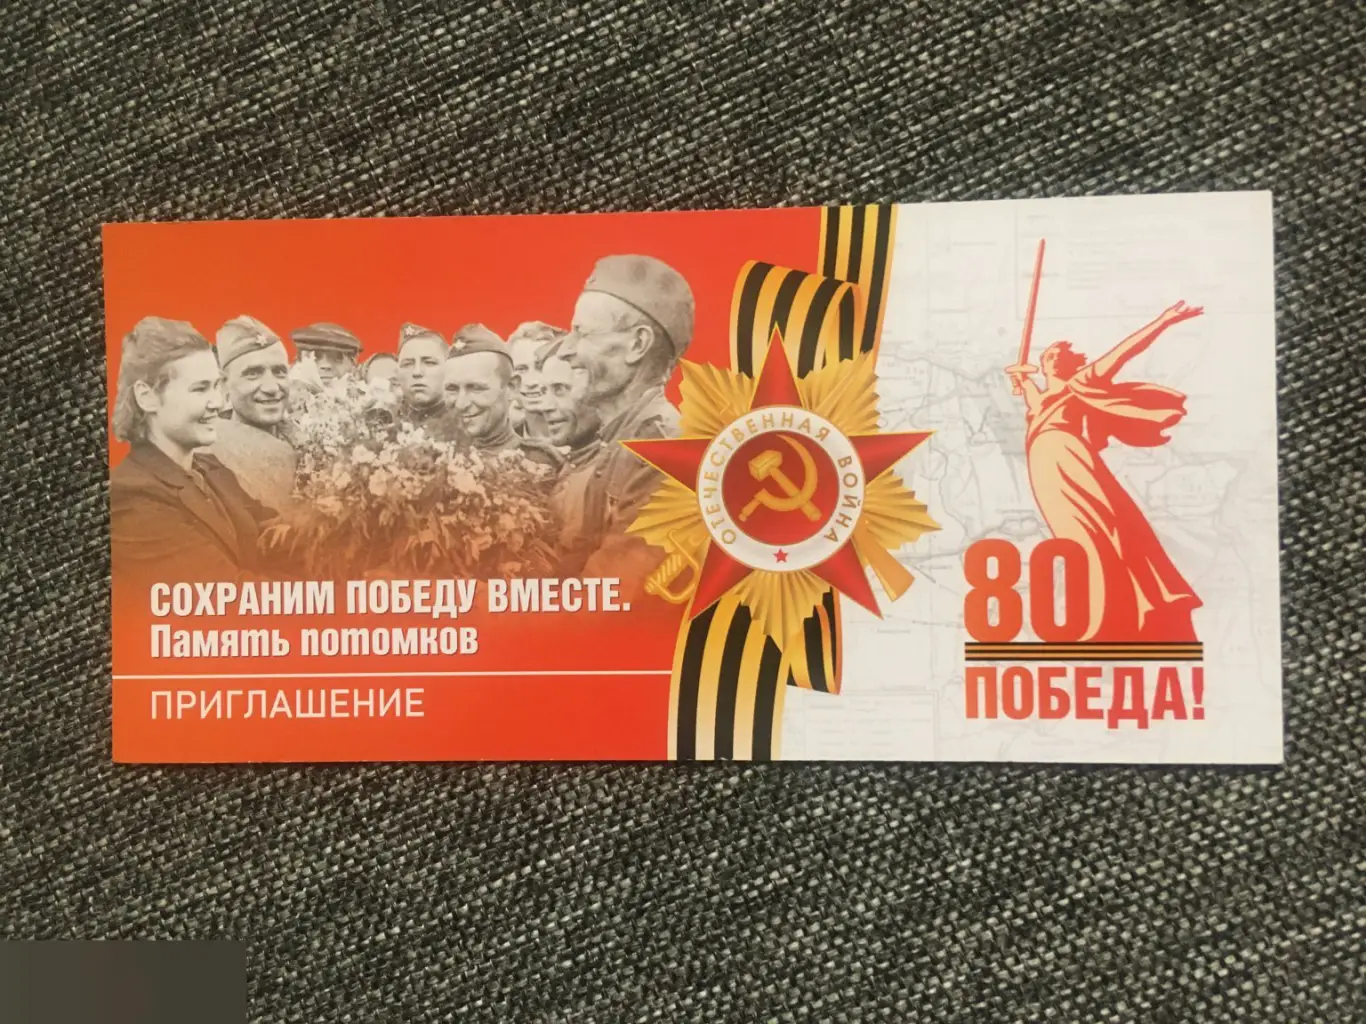 СОХРАНИМ ПОБЕДУ ВМЕСТЕ.
Память потомков
ПРИГЛАШЕНИЕ
ОТЕЧЕСТВЕННАЯ ВОЙНА
80
ПОБЕДА!